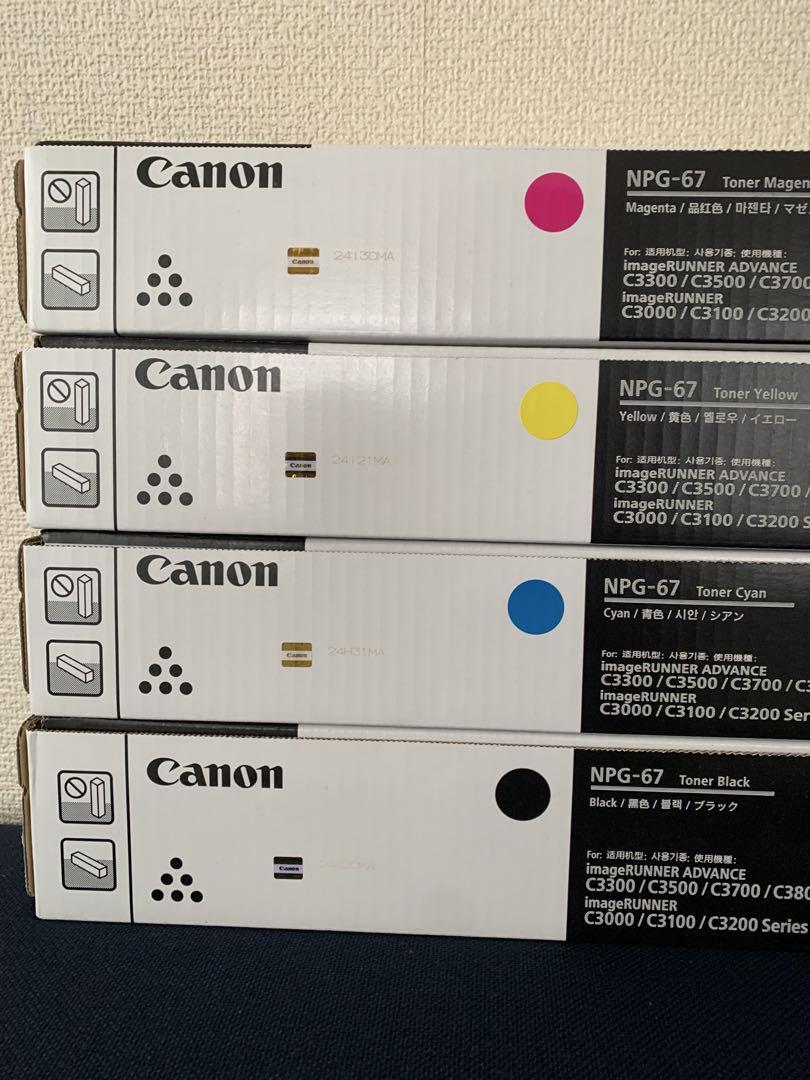 Canon
24130MA
Canon
NPG-67 Toner Magen
Magenta / 品红色 / 마젠타 / マゼ
For: 适用机型: 사용기종: 使用機種:
imageRUNNER ADVANCE
C3300 / C3500 / C3700
imageRUNNER
C3000 / C3100 / C3200
Canon
24121MA
Canon
NPG-67 Toner Yellow
Yellow / 黄色 / 옐로우 / イエロー
For: 适用机型: 사용기종: 使用機種:
imageRUNNER ADVANCE
C3300 / C3500 / C3700 /
imageRUNNER
C3000 / C3100 / C3200 S
Canon
24H31MA
Canon
NPG-67 Toner Cyan
Cyan / 青色 / 시안 / シアン
For: 适用机型: 사용기종: 使用機種:
imageRUNNER ADVANCE
C3300 / C3500 / C3700 / C3
imageRUNNER
C3000 / C3100 / C3200 Ser
Canon
Canon
NPG-67 Toner Black
Black / 黑色 / 블랙 / ブラック
For: 适用机型: 사용기종: 使用機種:
imageRUNNER ADVANCE
C3300 / C3500 / C3700 / C380
imageRUNNER
C3000 / C3100 / C3200 Series